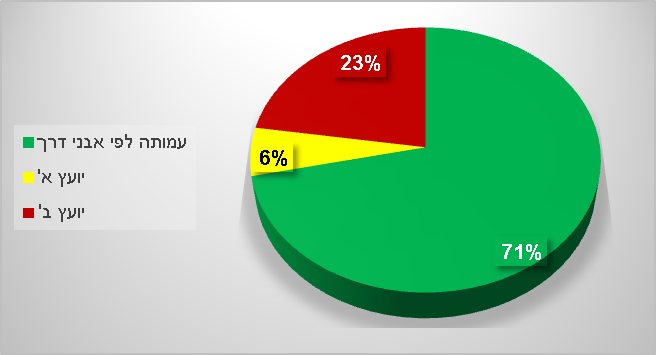 23%
6%
71%
עמותה לפי אבני דרך
יועץ א'
יועץ ב'